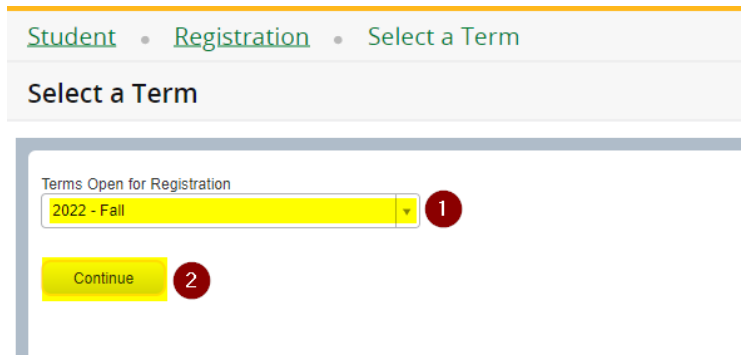 Student • Registration • Select a Term
Select a Term
Terms Open for Registration
2022 - Fall 1
Continue 2